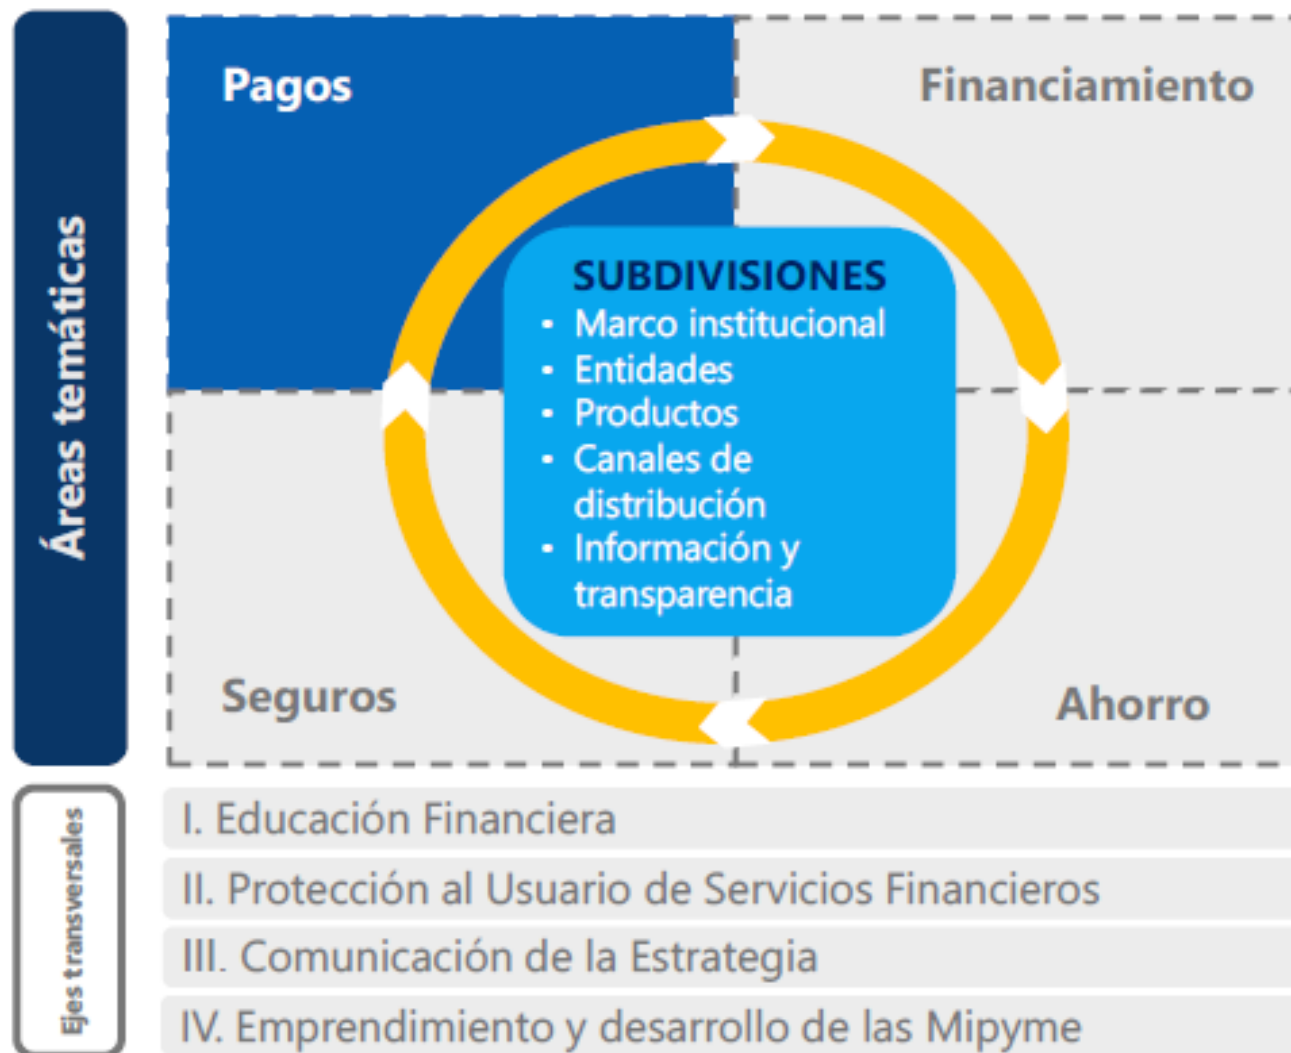 Áreas temáticas
Pagos
Financiamiento
SUBDIVISIONES
• Marco institucional
• Entidades
• Productos
• Canales de
distribución
• Información y
transparencia
Seguros
Ahorro
Ejes transversales
I. Educación Financiera
II. Protección al Usuario de Servicios Financieros
III. Comunicación de la Estrategia
IV. Emprendimiento y desarrollo de las Mipyme